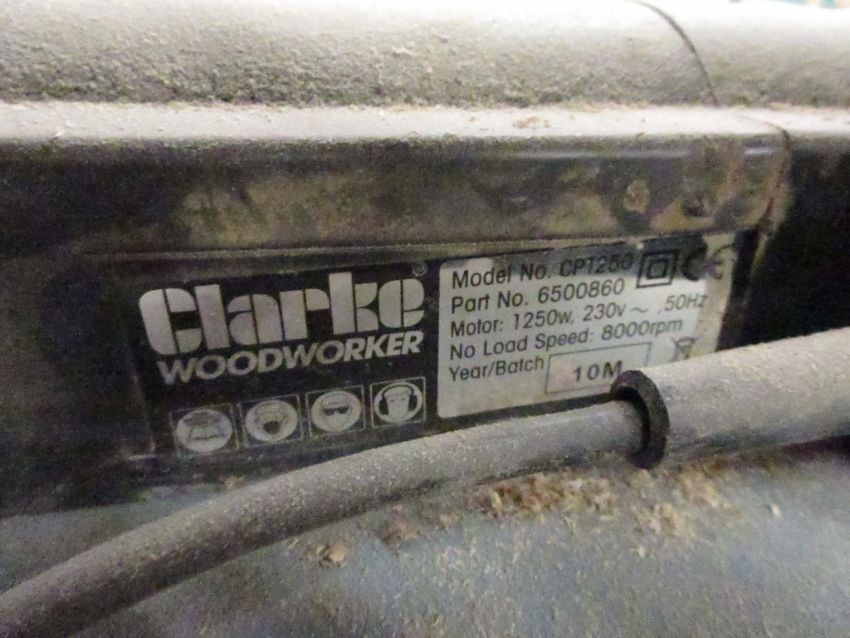 Clarke®
WOODWORKER
Model No. CPT250
Part No. 6500860
Motor: 1250w, 230v ~ , 50Hz
No Load Speed: 8000rpm
Year/Batch 10M
CE